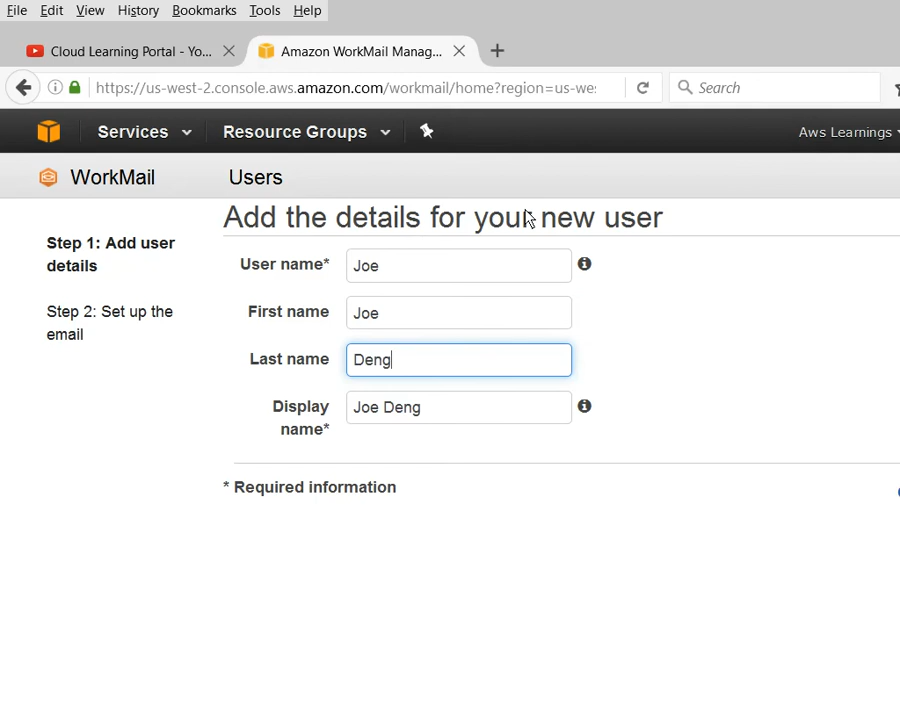 File Edit View History Bookmarks Tools Help
Cloud Learning Portal - Yo... Amazon WorkMail Manag...
https://us-west-2.console.aws.amazon.com/workmail/home?region=us-wes Search
Services Resource Groups Aws Learnings
WorkMail Users
Add the details for your new user
Step 1: Add user
details
Step 2: Set up the
email
User name* Joe
First name Joe
Last name Deng
Display
name* Joe Deng
* Required information